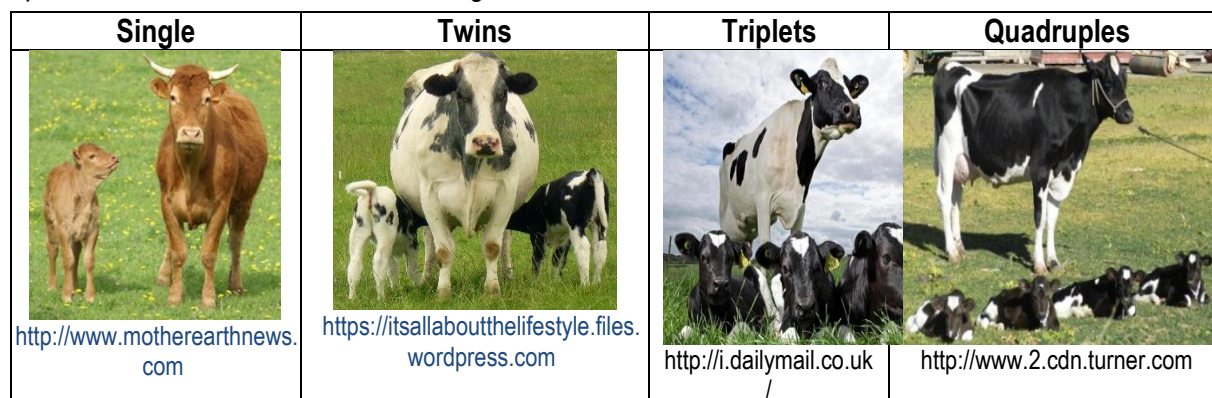 Single
Twins
Triplets
Quadruples
http://www.motherearthnews.
com
https://itsallaboutthelifestyle.files.
wordpress.com
http://i.dailymail.co.uk
/
http://www.2.cdn.turner.com